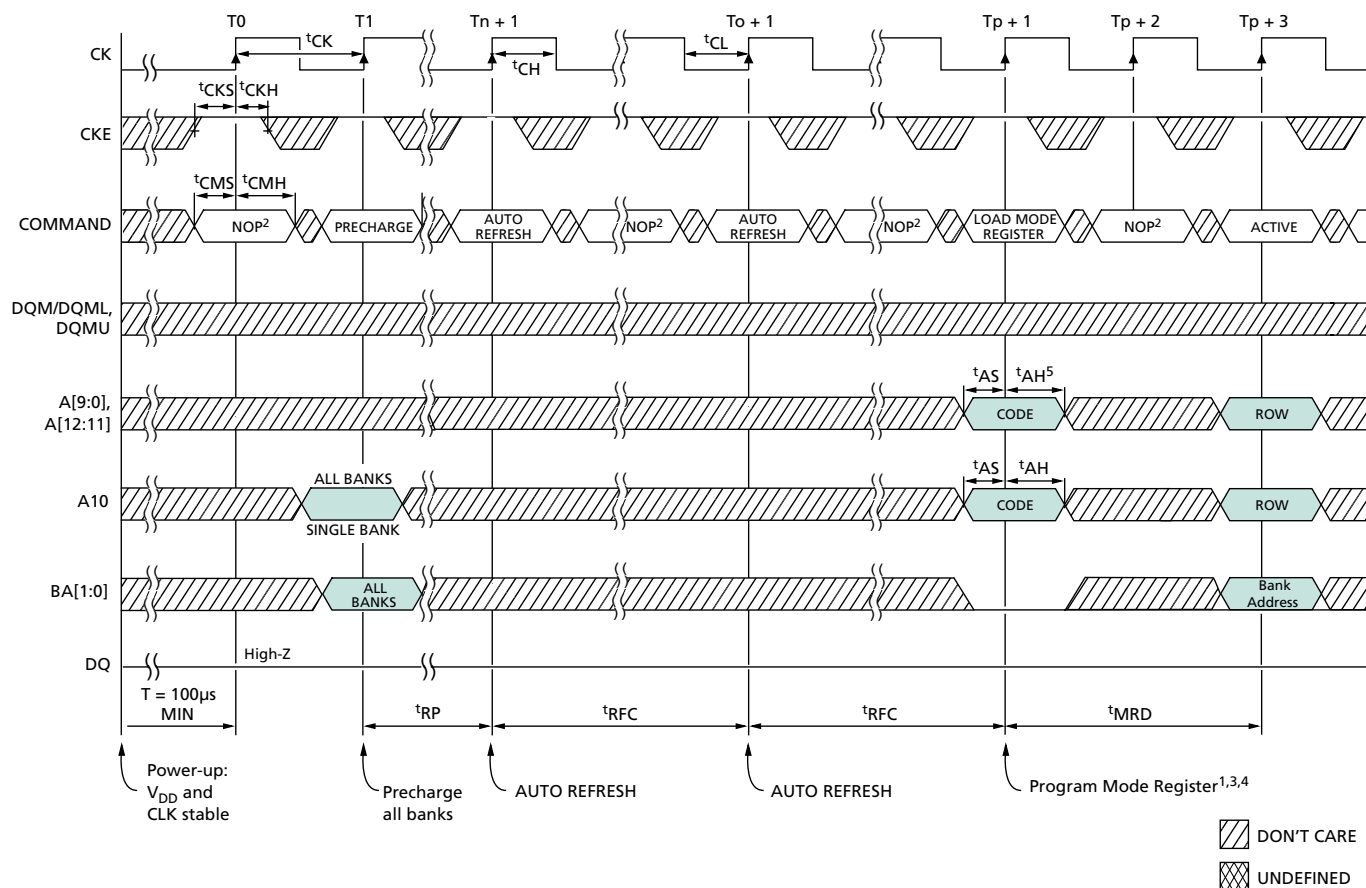 T0 T1 Tn + 1 To + 1 Tp + 1 Tp + 2 Tp + 3
CK
tCK
tCH
tCL
tCKS tCKH
CKE
tCMS tCMH
COMMAND
NOP2 PRECHARGE AUTO REFRESH NOP2 AUTO REFRESH NOP2 LOAD MODE REGISTER NOP2 ACTIVE
DQM/DQML,
DQMU
tAS tAH5
A[9:0],
A[12:11]
CODE ROW
ALL BANKS
tAS tAH
A10
CODE ROW
SINGLE BANK
BA[1:0]
ALL
BANKS
Bank
Address
DQ
High-Z
T = 100µs
MIN
tRP tRFC tRFC tMRD
Power-up:
VDD and
CLK stable
Precharge
all banks
AUTO REFRESH
AUTO REFRESH
Program Mode Register1,3,4
DON'T CARE
UNDEFINED